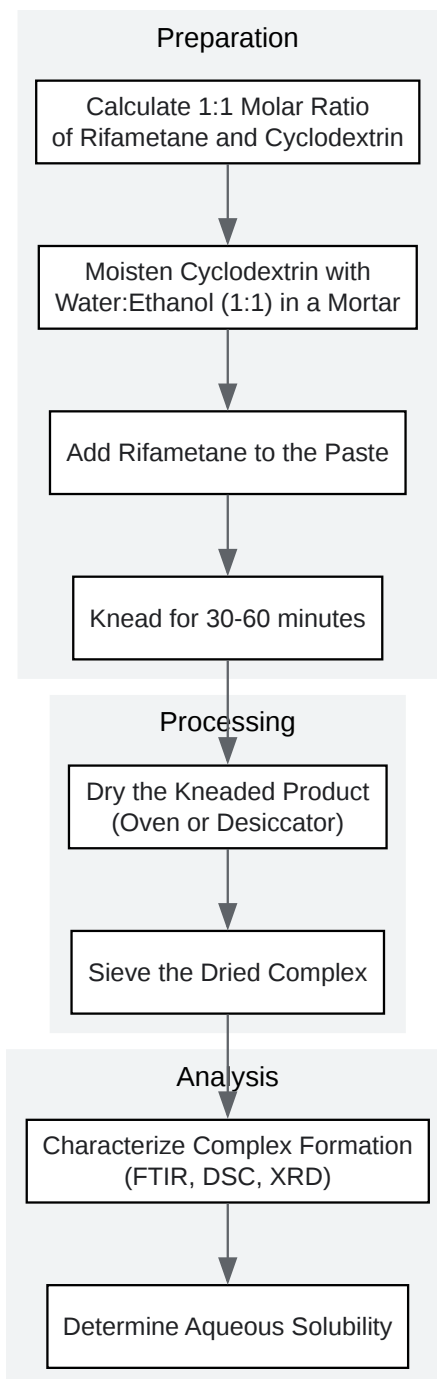 Preparation
Calculate 1:1 Molar Ratio
of Rifametane and Cyclodextrin
Moisten Cyclodextrin with
Water:Ethanol (1:1) in a Mortar
Add Rifametane to the Paste
Knead for 30-60 minutes
Processing
Dry the Kneaded Product
(Oven or Desiccator)
Sieve the Dried Complex
Analysis
Characterize Complex Formation
(FTIR, DSC, XRD)
Determine Aqueous Solubility